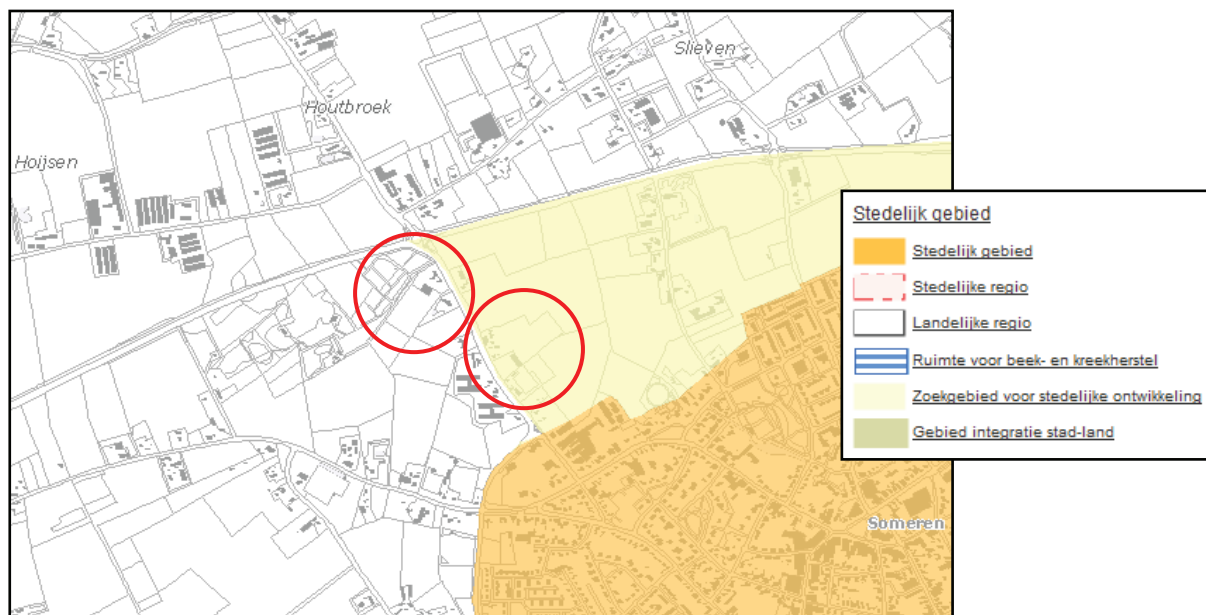 Slieven
Houtbroek
Hoijsen
Someren
Stedelijk gebied
Stedelijk gebied
Stedelijke regio
Landelijke regio
Ruimte voor beek- en kreekherstel
Zoekgebied voor stedelijke ontwikkeling
Gebied integratie stad-land